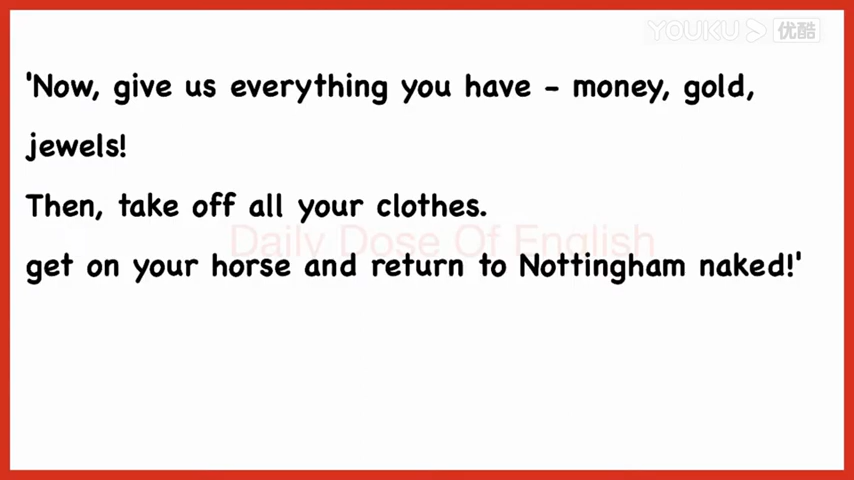 YOUKU 优酷
'Now, give us everything you have - money, gold,
jewels!
Then, take off all your clothes.
Daily Dose Of English
get on your horse and return to Nottingham naked!'